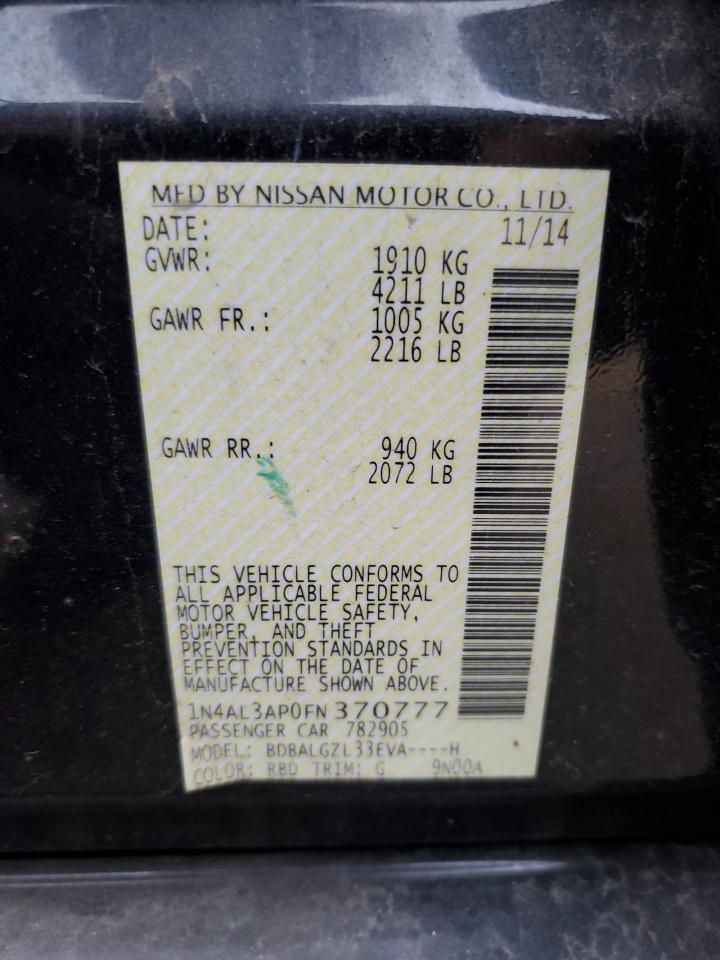 MFD BY NISSAN MOTOR CO., LTD.
DATE: 11/14
GVWR: 1910 KG
4211 LB
GAWR FR.: 1005 KG
2216 LB
GAWR RR.: 940 KG
2072 LB
THIS VEHICLE CONFORMS TO
ALL APPLICABLE FEDERAL
MOTOR VEHICLE SAFETY,
BUMPER, AND THEFT
PREVENTION STANDARDS IN
EFFECT ON THE DATE OF
MANUFACTURE SHOWN ABOVE.
1N4AL3AP0FN 370777
PASSENGER CAR 782905
MODEL: BDBALGZL33EVA----H
COLOR: RBD TRIM: G 9N00A